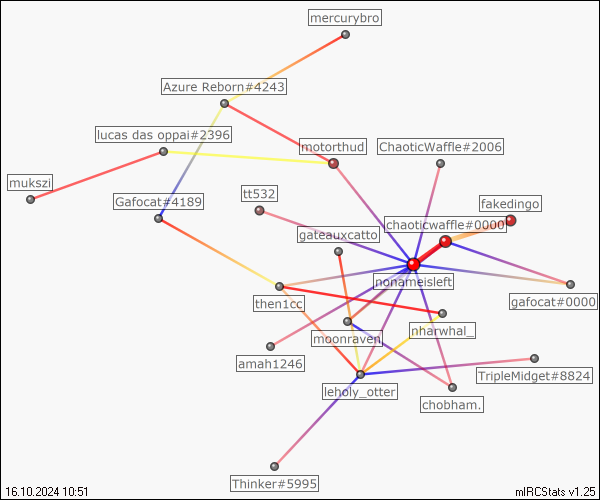 mercurybro
Azure Reborn#4243
lucas das oppai#2396
motorthud
ChaoticWaffle#2006
mukszi
Gafocat#4189
tt532
fakedingo
chaoticwaffle#0000
gateauxcatto
nonameisleft
then1cc
gafocat#0000
moonraven
nharwhal_
amah1246
TripleMidget#8824
leholy_otter
chobham.
Thinker#5995
16.10.2024 10:51
mIRCStats v1.25